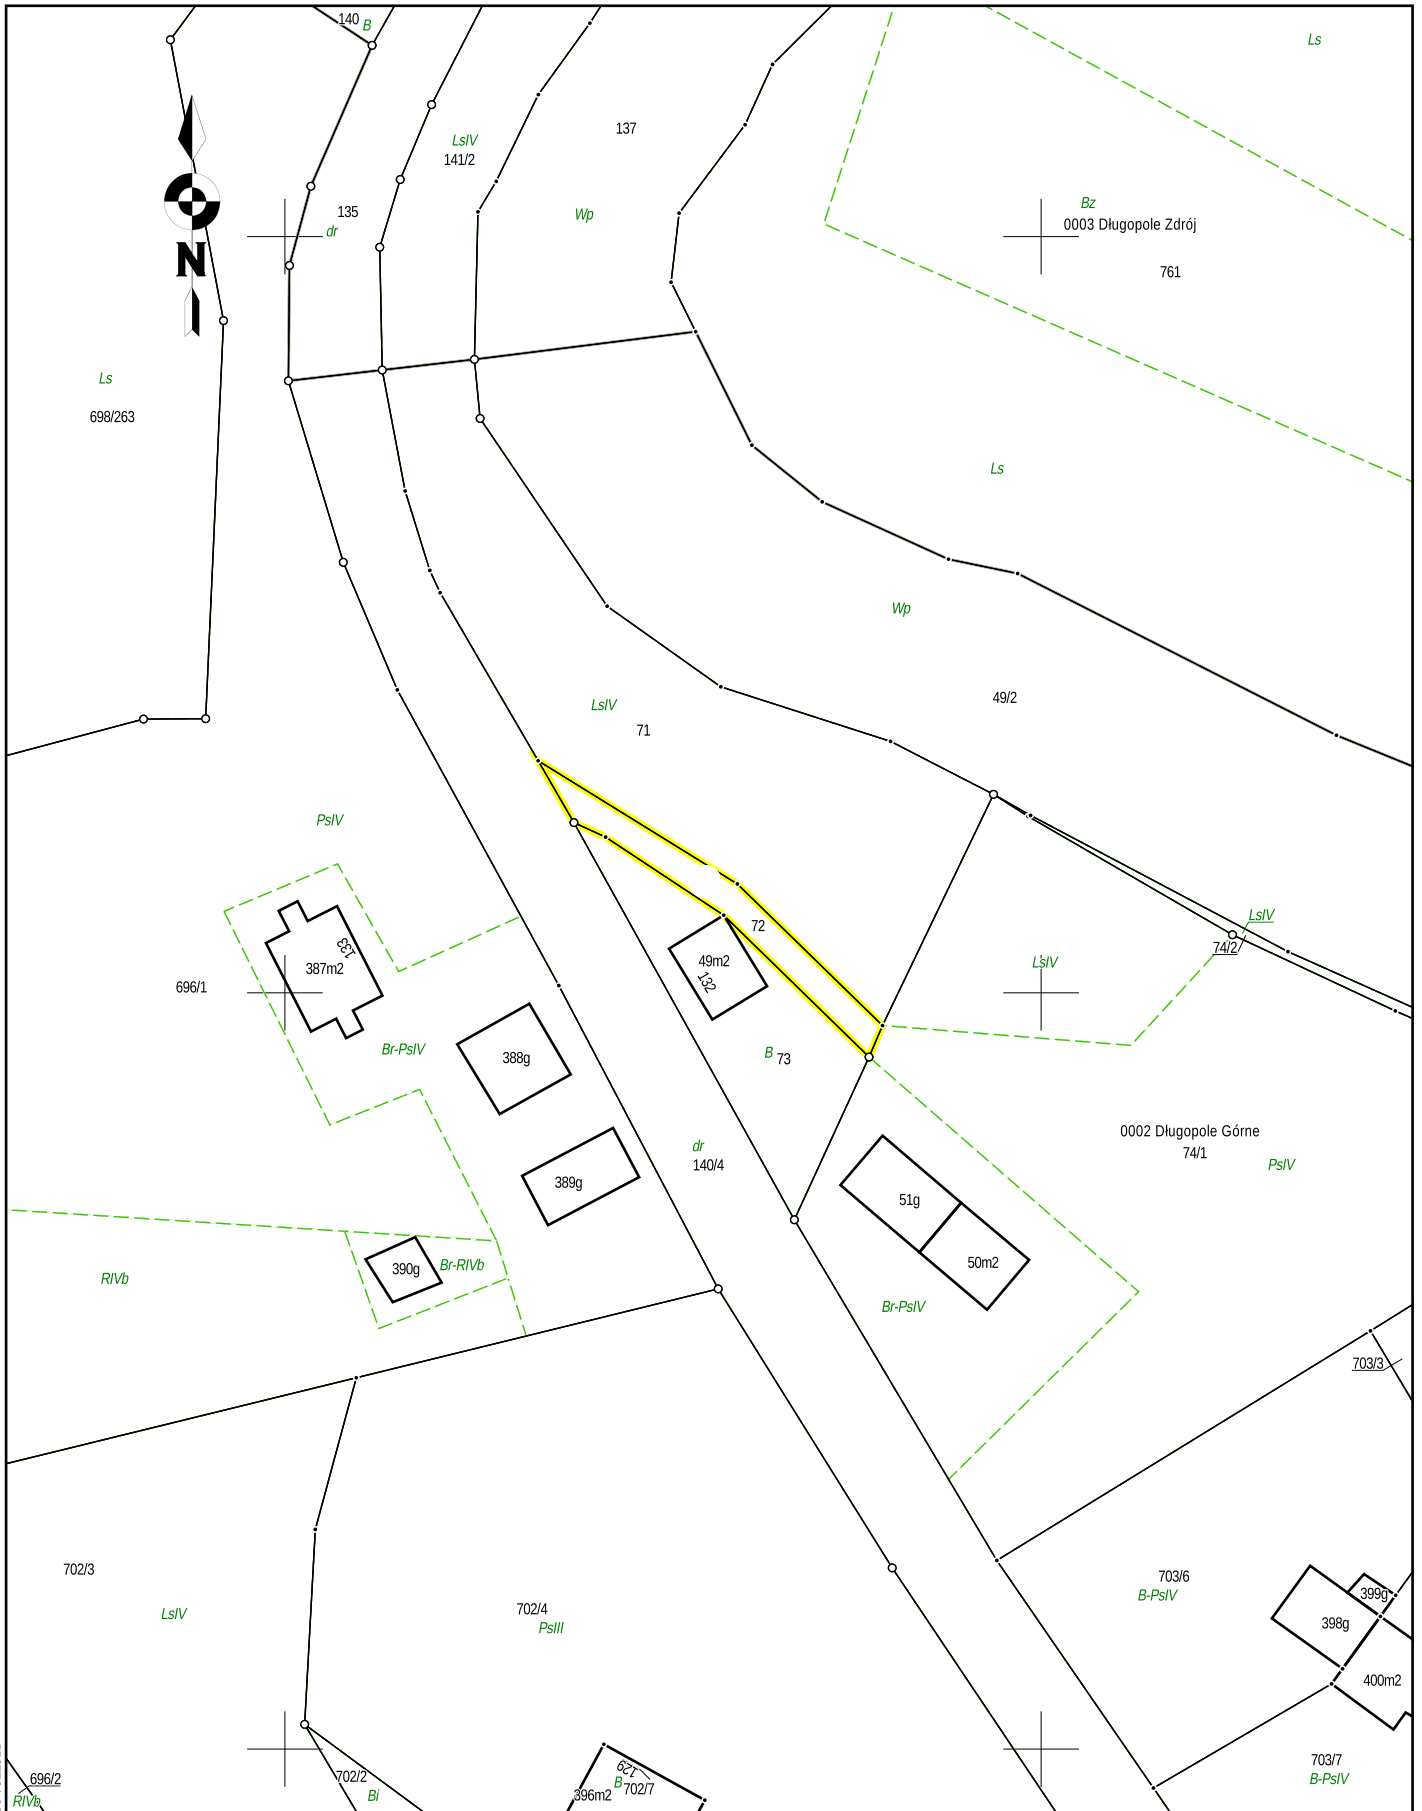 140
B
Ls
137
LsIV
141/2
Bz
135
Wp
0003 Długopole Zdrój
dr
N
761
Ls
698/263
Ls
Wp
49/2
LsIV
71
PsIV
LsIV
72
133
74/2
49m2
LsIV
387m2
132
696/1
Br-PsIV
B
73
388g
0002 Długopole Górne
dr
74/1
140/4
PsIV
389g
51g
50m2
390g
Br-RIVb
RIVb
Br-PsIV
703/3
702/3
703/6
B-PsIV
399g
702/4
LsIV
PsIII
398g
400m2
703/7
129
702/2
B
696/2
702/7
B-PsIV
Bi
396m2
RIVb